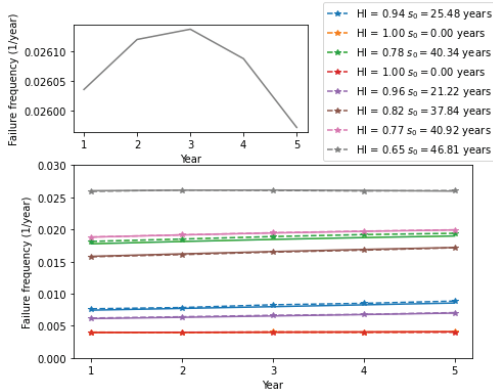 HI = 0.94 s₀ = 25.48 years
HI = 1.00 s₀ = 0.00 years
HI = 0.78 s₀ = 40.34 years
HI = 1.00 s₀ = 0.00 years
HI = 0.96 s₀ = 21.22 years
HI = 0.82 s₀ = 37.84 years
HI = 0.77 s₀ = 40.92 years
HI = 0.65 s₀ = 46.81 years
Failure frequency (1/year)
0.02610
0.02605
0.02600
1 2 3 4 5
Year
Failure frequency (1/year)
0.030
0.025
0.020
0.015
0.010
0.005
0.000
1 2 3 4 5
Year